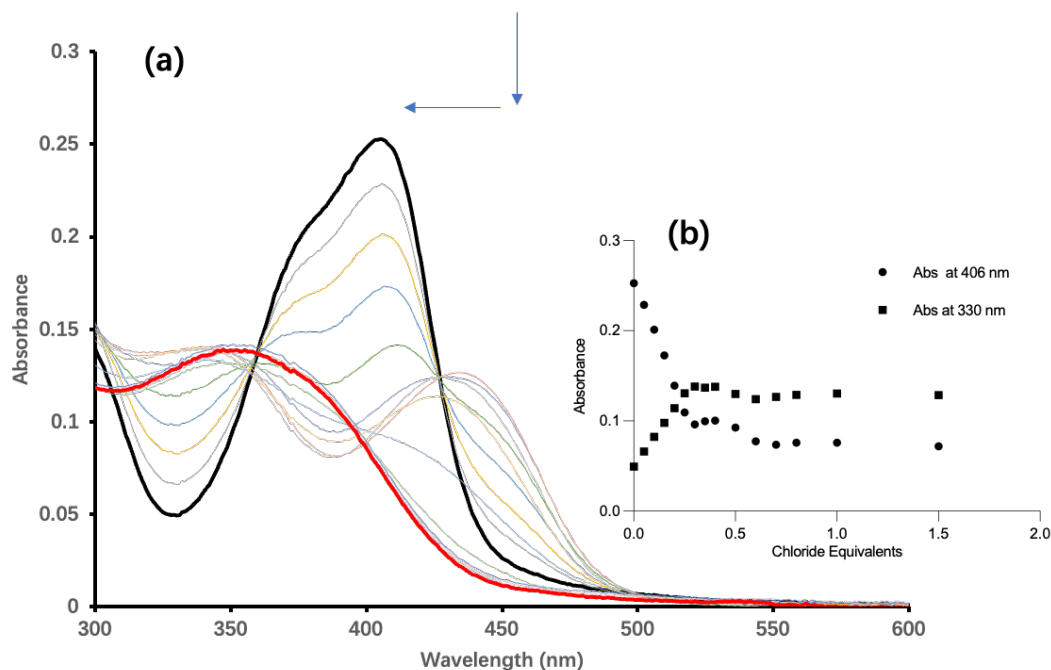 (a)
0.3
0.25
0.2
0.15
0.1
0.05
0
Absorbance
300
350
400
450
500
550
600
Wavelength (nm)
(b)
0.3
0.2
0.1
0.0
Absorbance
Abs at 406 nm
Abs at 330 nm
0.0
0.5
1.0
1.5
2.0
Chloride Equivalents